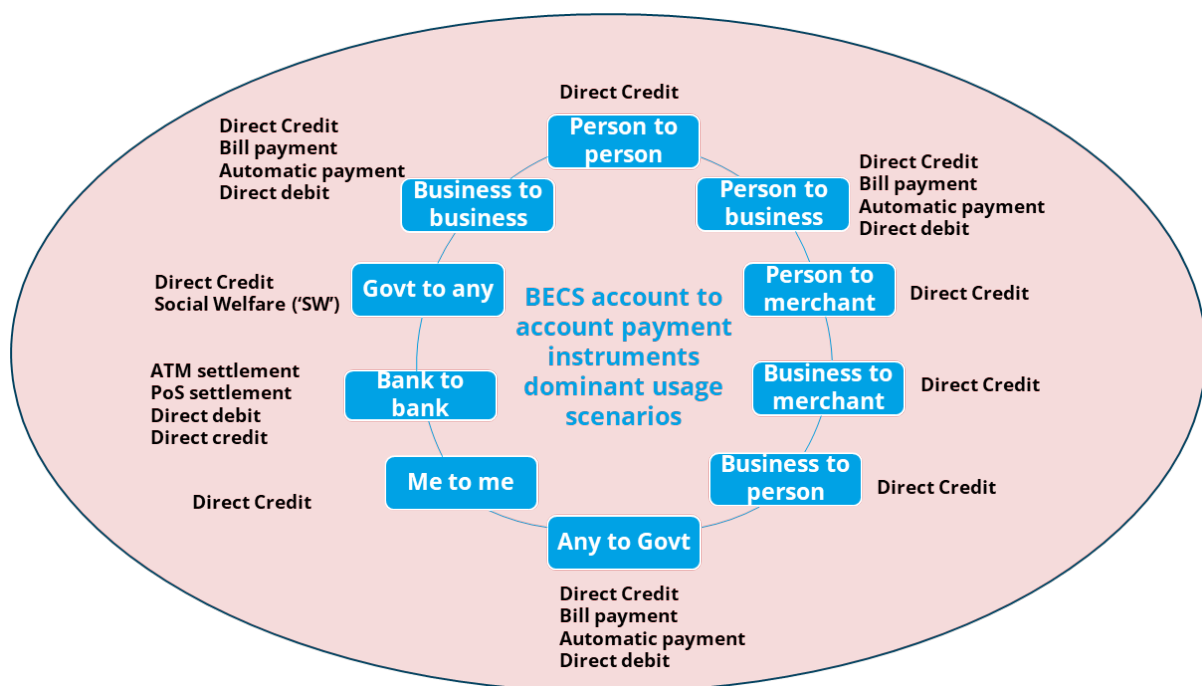 Direct Credit
Person to
person
Direct Credit
Bill payment
Automatic payment
Direct debit
Business to
business
Direct Credit
Bill payment
Automatic payment
Direct debit
Person to
business
Direct Credit
Social Welfare (‘SW’)
Govt to any
Person to
merchant
Direct Credit
BECS account to
account payment
instruments
dominant usage
scenarios
ATM settlement
PoS settlement
Direct debit
Direct credit
Bank to
bank
Business to
merchant
Direct Credit
Direct Credit
Me to me
Business to
person
Direct Credit
Any to Govt
Direct Credit
Bill payment
Automatic payment
Direct debit